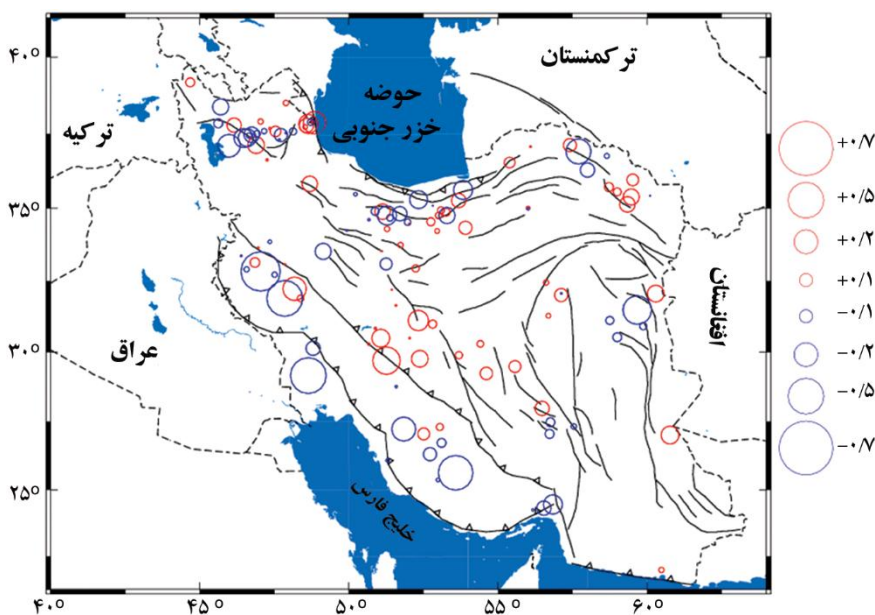 ۴۰°
ترکمنستان
حوضه
خزر جنوبی
ترکیه
۳۵°
افغانستان
عراق
۳۰°
خلیج فارس
۲۵°
۴۰°
۴۵°
۵۰°
۵۵°
۶۰°
+۰/۷
+۰/۵
+۰/۲
+۰/۱
−۰/۱
−۰/۲
−۰/۵
−۰/۷